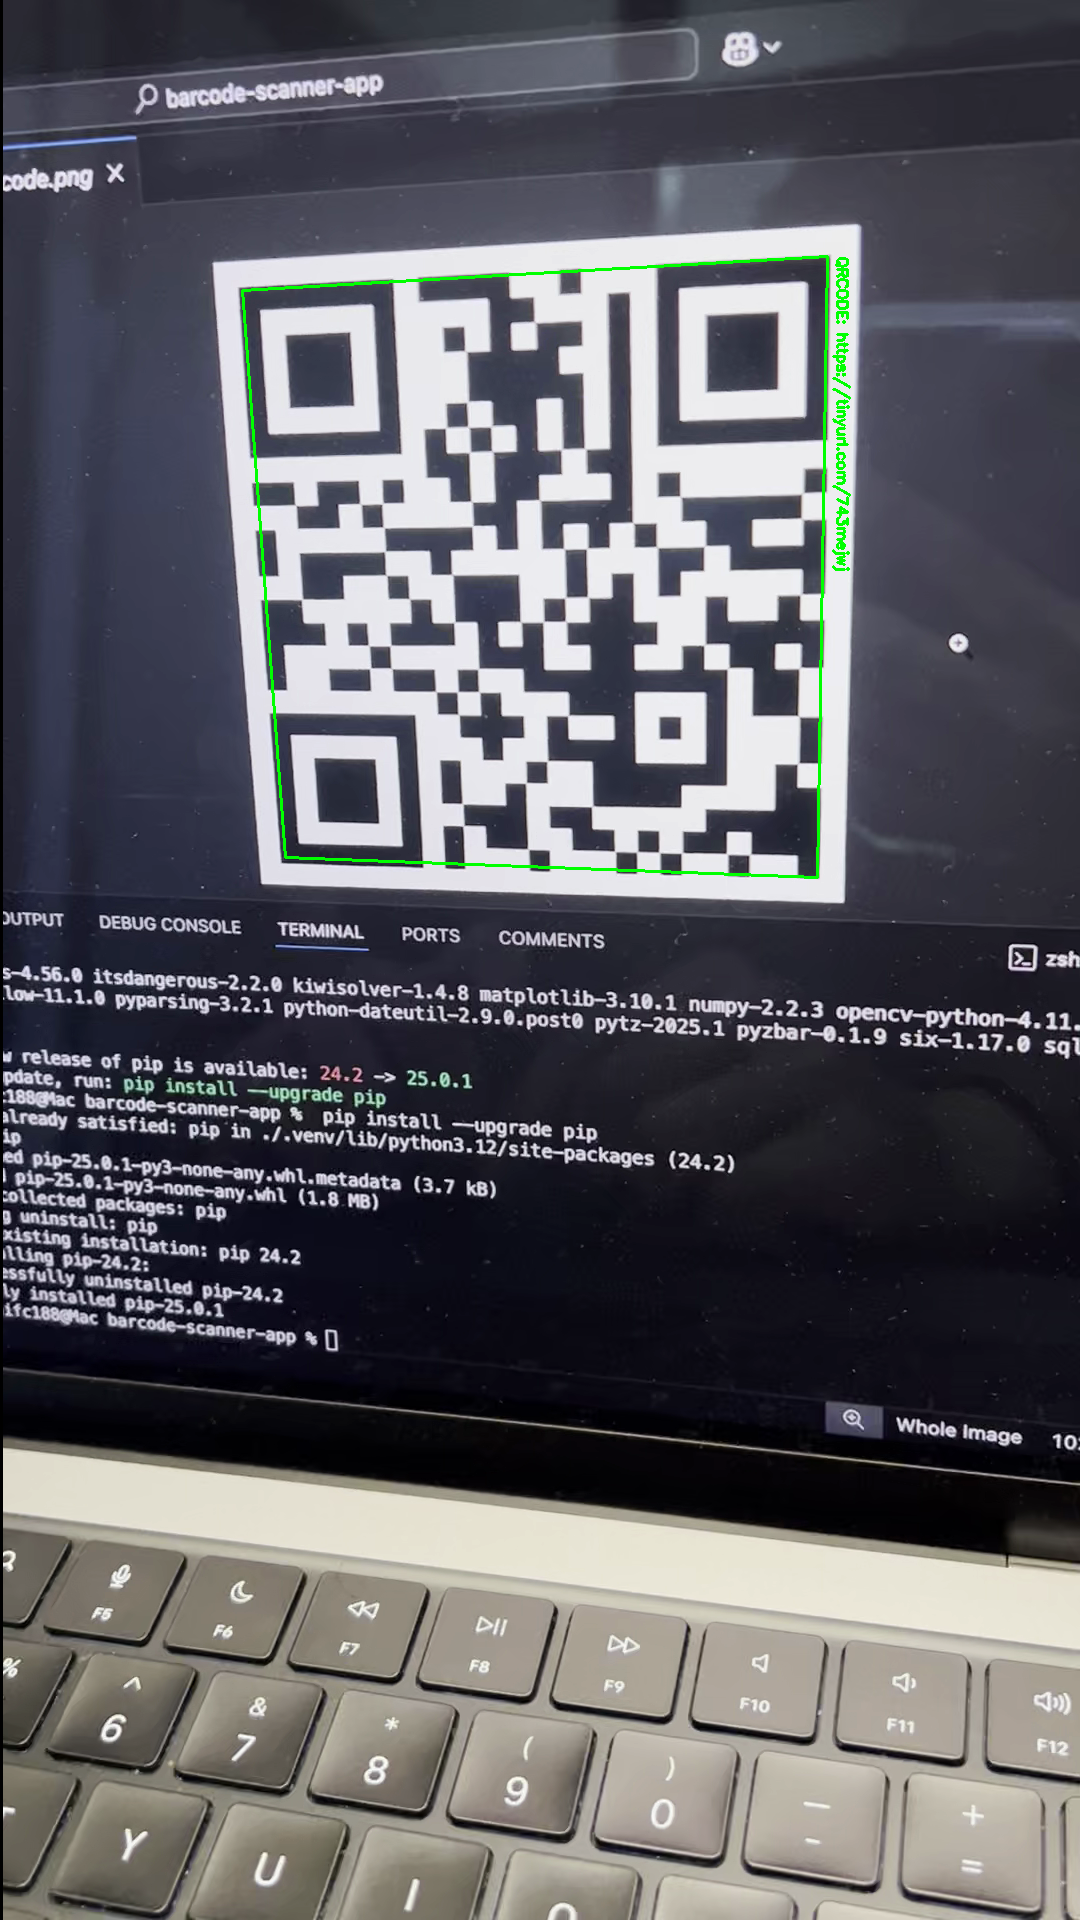 barcode-scanner-app
code.png
QRCODE: https://tinyurl.com/743mejwj
OUTPUT DEBUG CONSOLE TERMINAL PORTS COMMENTS
zsh
s-4.56.0 itsdangerous-2.2.0 kiwisolver-1.4.8 matplotlib-3.10.1 numpy-2.2.3 opencv-python-4.11.
low-11.1.0 pyparsing-3.2.1 python-dateutil-2.9.0.post0 pytz-2025.1 pyzbar-0.1.9 six-1.17.0 sql
w release of pip is available: 24.2 -> 25.0.1
pdate, run: pip install --upgrade pip
c188@Mac barcode-scanner-app % pip install --upgrade pip
already satisfied: pip in ./.venv/lib/python3.12/site-packages (24.2)
ip
ed pip-25.0.1-py3-none-any.whl.metadata (3.7 kB)
pip-25.0.1-py3-none-any.whl (1.8 MB)
collected packages: pip
g uninstall: pip
xisting installation: pip 24.2
alling pip-24.2:
essfully uninstalled pip-24.2
ly installed pip-25.0.1
ifc188@Mac barcode-scanner-app %
Whole Image 10
F5 F6 F7 F8 F9 F10 F11 F12
% ^ & * ( ) — +
6 7 8 9 0 - =
Y U I O